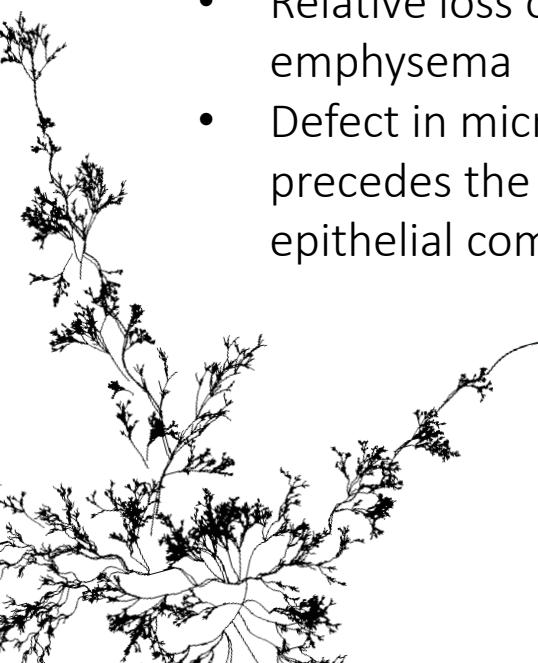 • Relative loss
emphysema
• Defect in
precedes the
epithelial